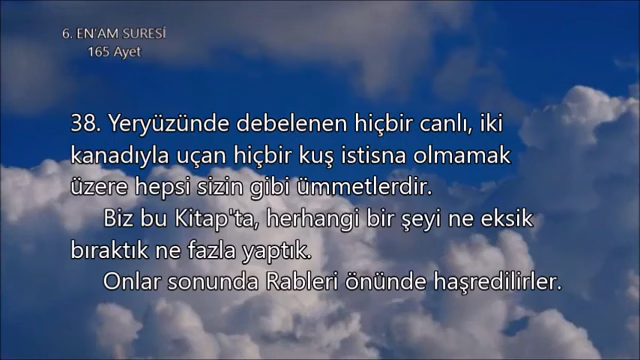 6. EN'AM SURESİ
165 Ayet
38. Yeryüzünde debelenen hiçbir canlı, iki
kanadıyla uçan hiçbir kuş istisna olmamak
üzere hepsi sizin gibi ümmetlerdir.
Biz bu Kitap'ta, herhangi bir şeyi ne eksik
bıraktık ne fazla yaptık.
Onlar sonunda Rableri önünde haşredilirler.